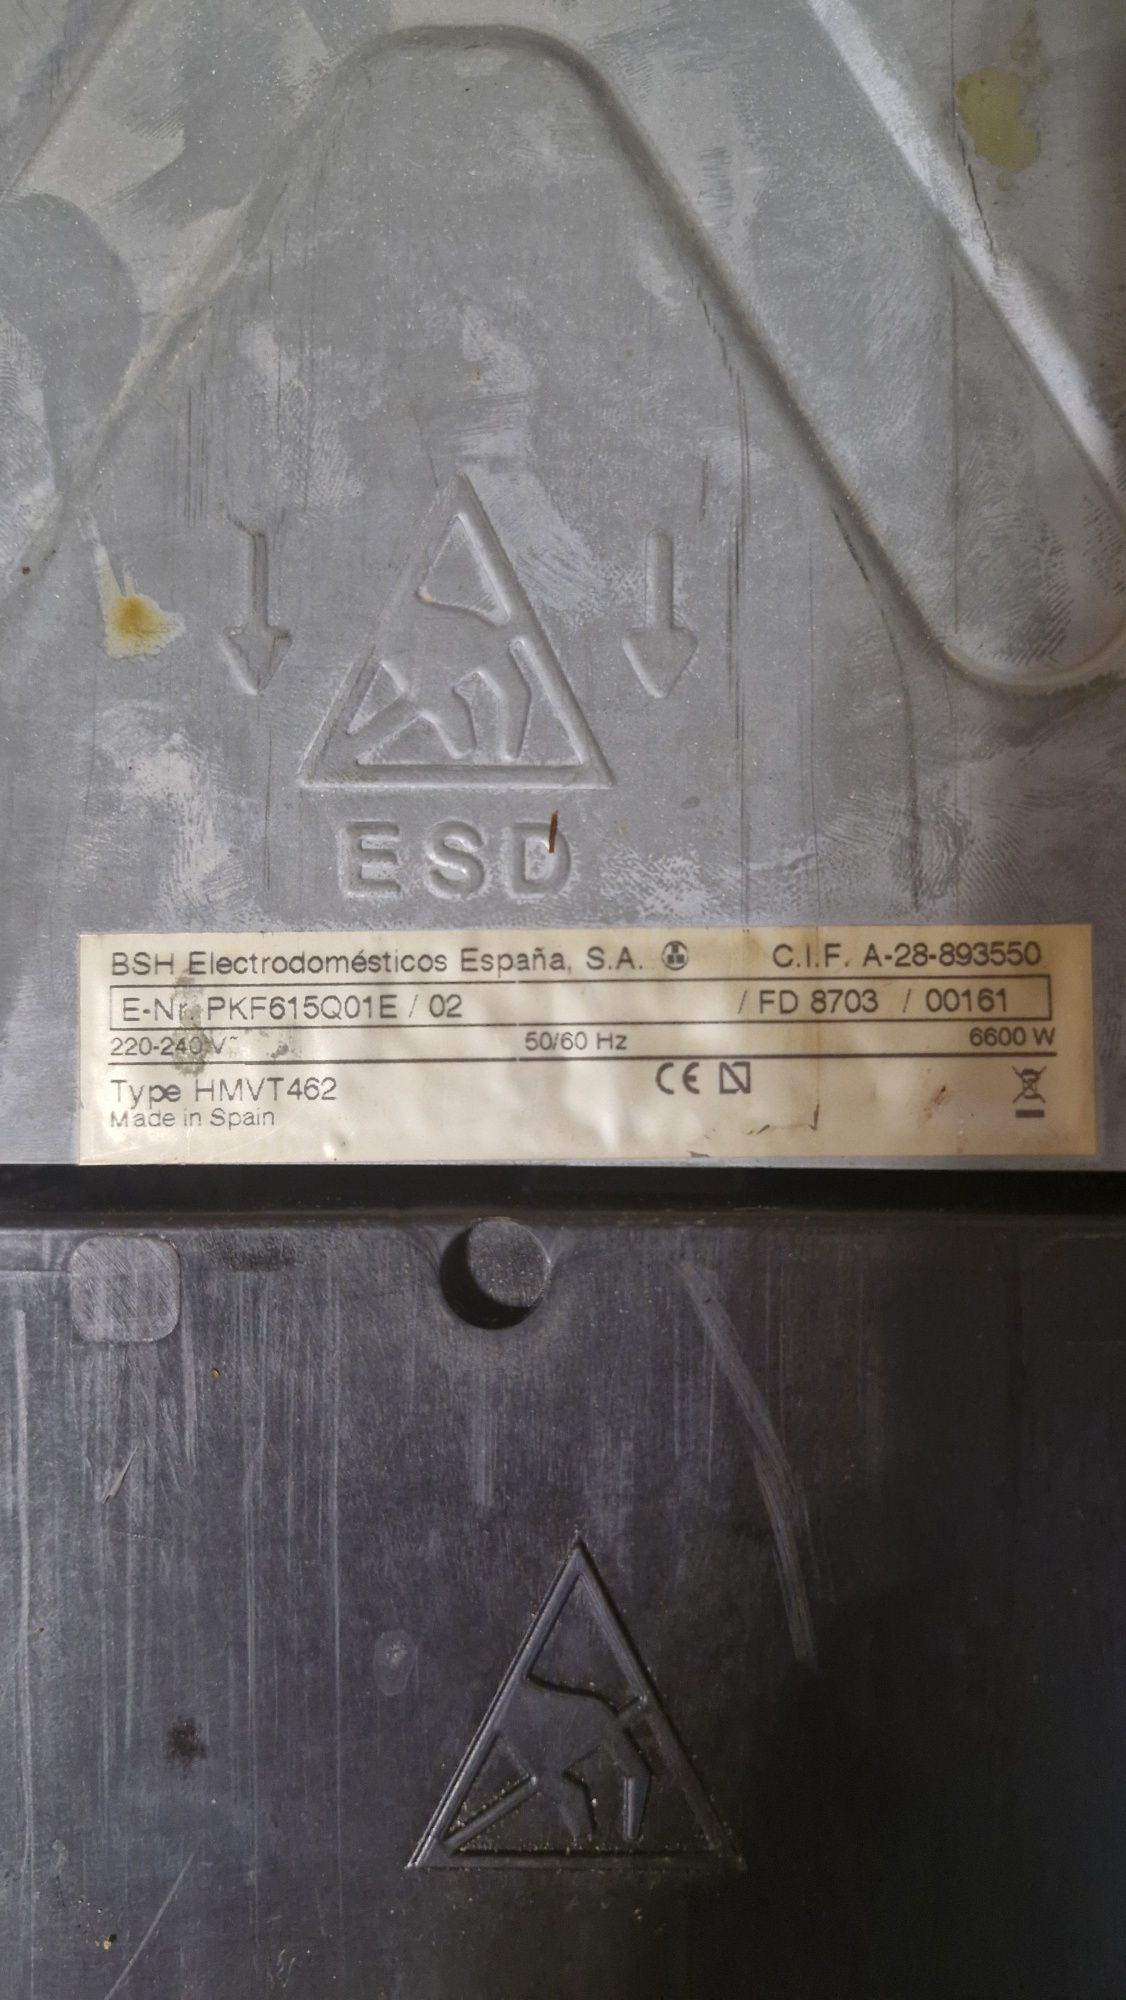 ESD
BSH Electrodomésticos España, S.A. C.I.F. A-28-893550
E-Nr. PKF615Q01E / 02 / FD 8703 / 00161
220-240 V~ 50/60 Hz 6600 W
Type HMVT462 CE
Made in Spain